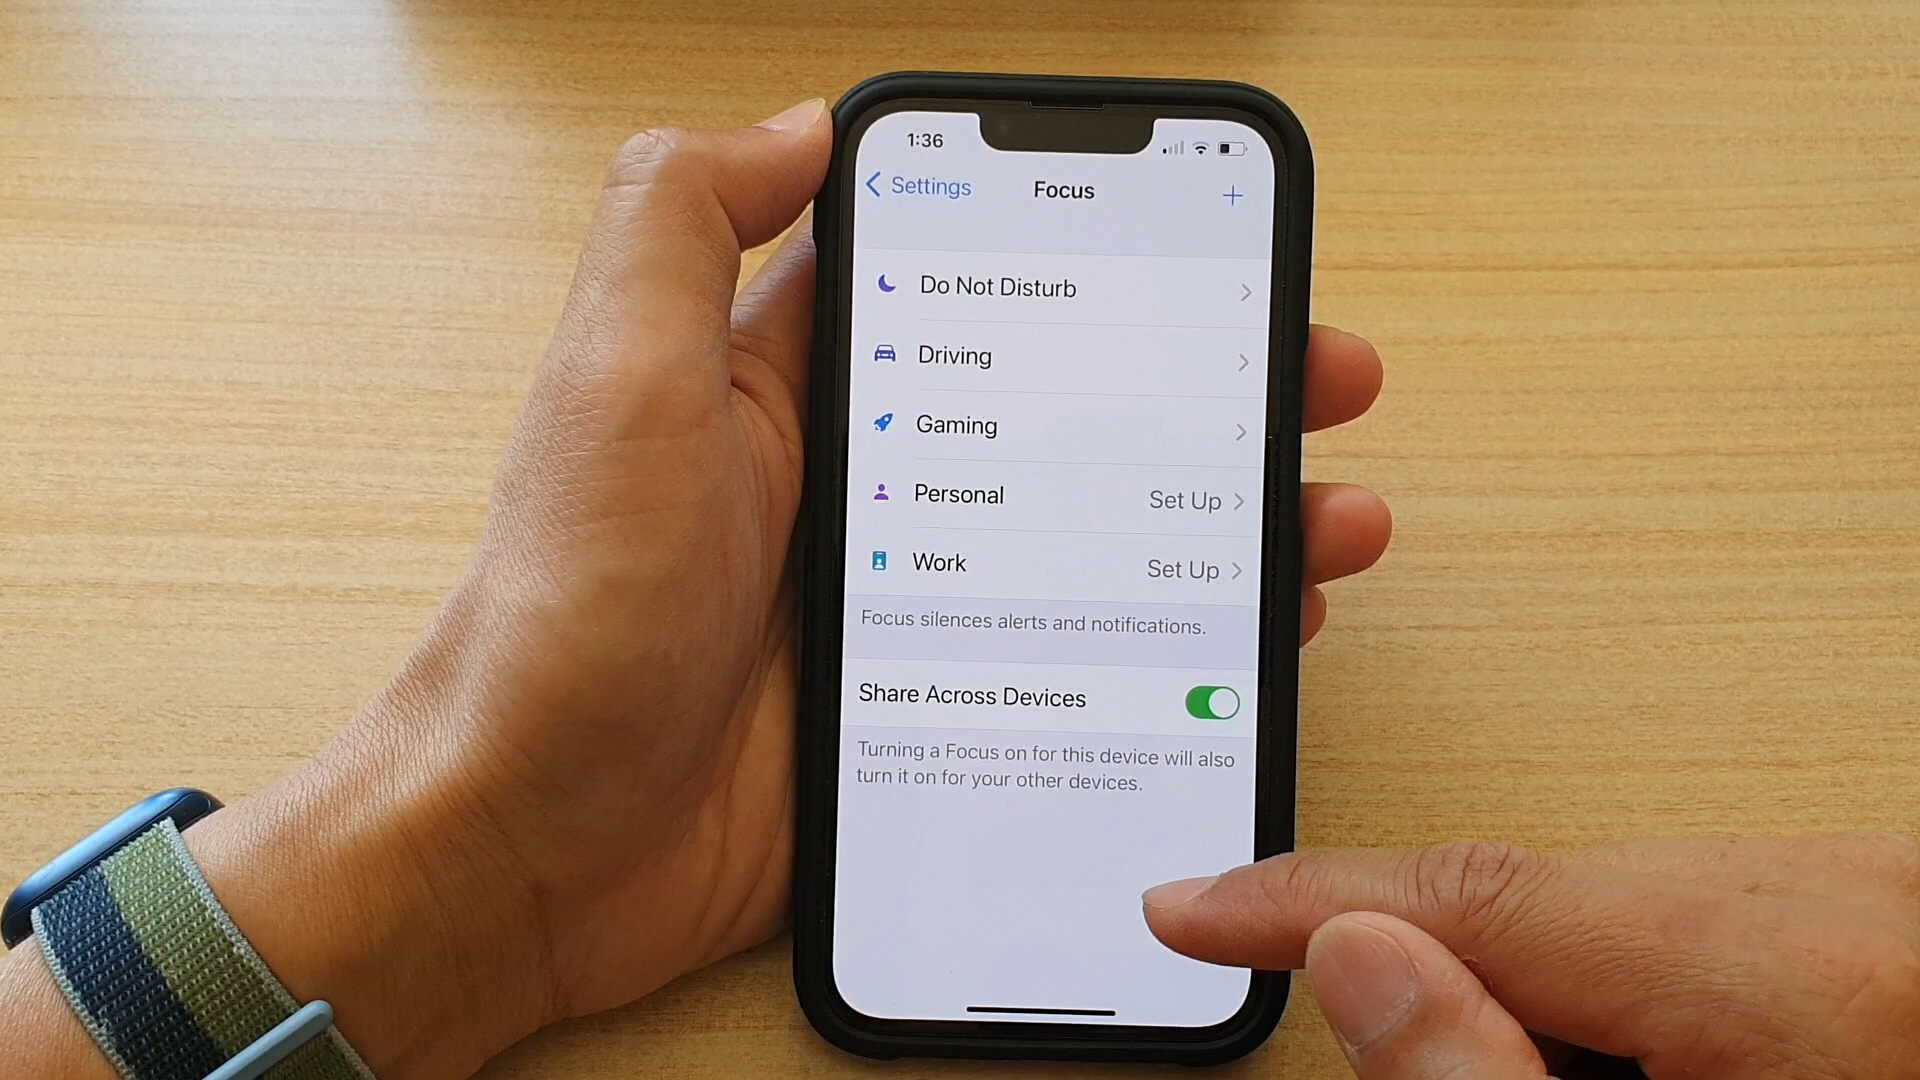 1:36
Settings
Focus
Do Not Disturb
Driving
Gaming
Personal Set Up
Work Set Up
Focus silences alerts and notifications.
Share Across Devices
Turning a Focus on for this device will also
turn it on for your other devices.